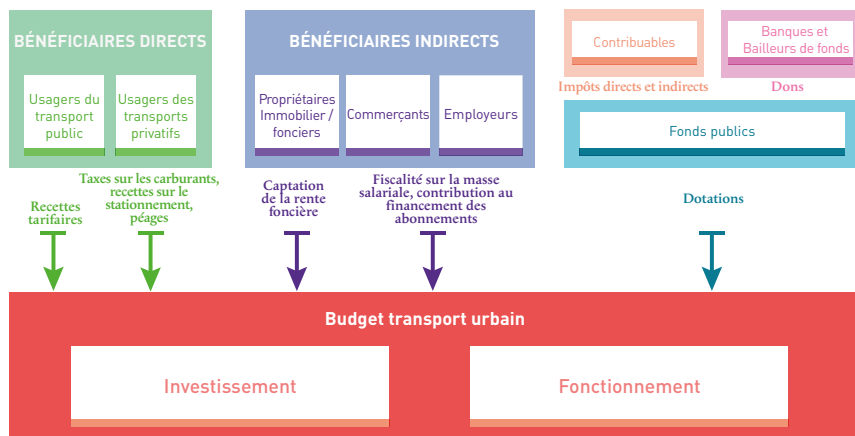 BÉNÉFICIAIRES DIRECTS
Usagers du
transport
public
Usagers des
transports
privatifs
BÉNÉFICIAIRES INDIRECTS
Propriétaires
Immobilier /
fonciers
Commerçants
Employeurs
Contribuables
Impôts directs et indirects
Banques et
Bailleurs de fonds
Dons
Fonds publics
Recettes
tarifaires
Taxes sur les carburants,
recettes sur le
stationnement,
péages
Captation
de la rente
foncière
Fiscalité sur la masse
salariale, contribution au
financement des
abonnements
Dotations
Budget transport urbain
Investissement
Fonctionnement